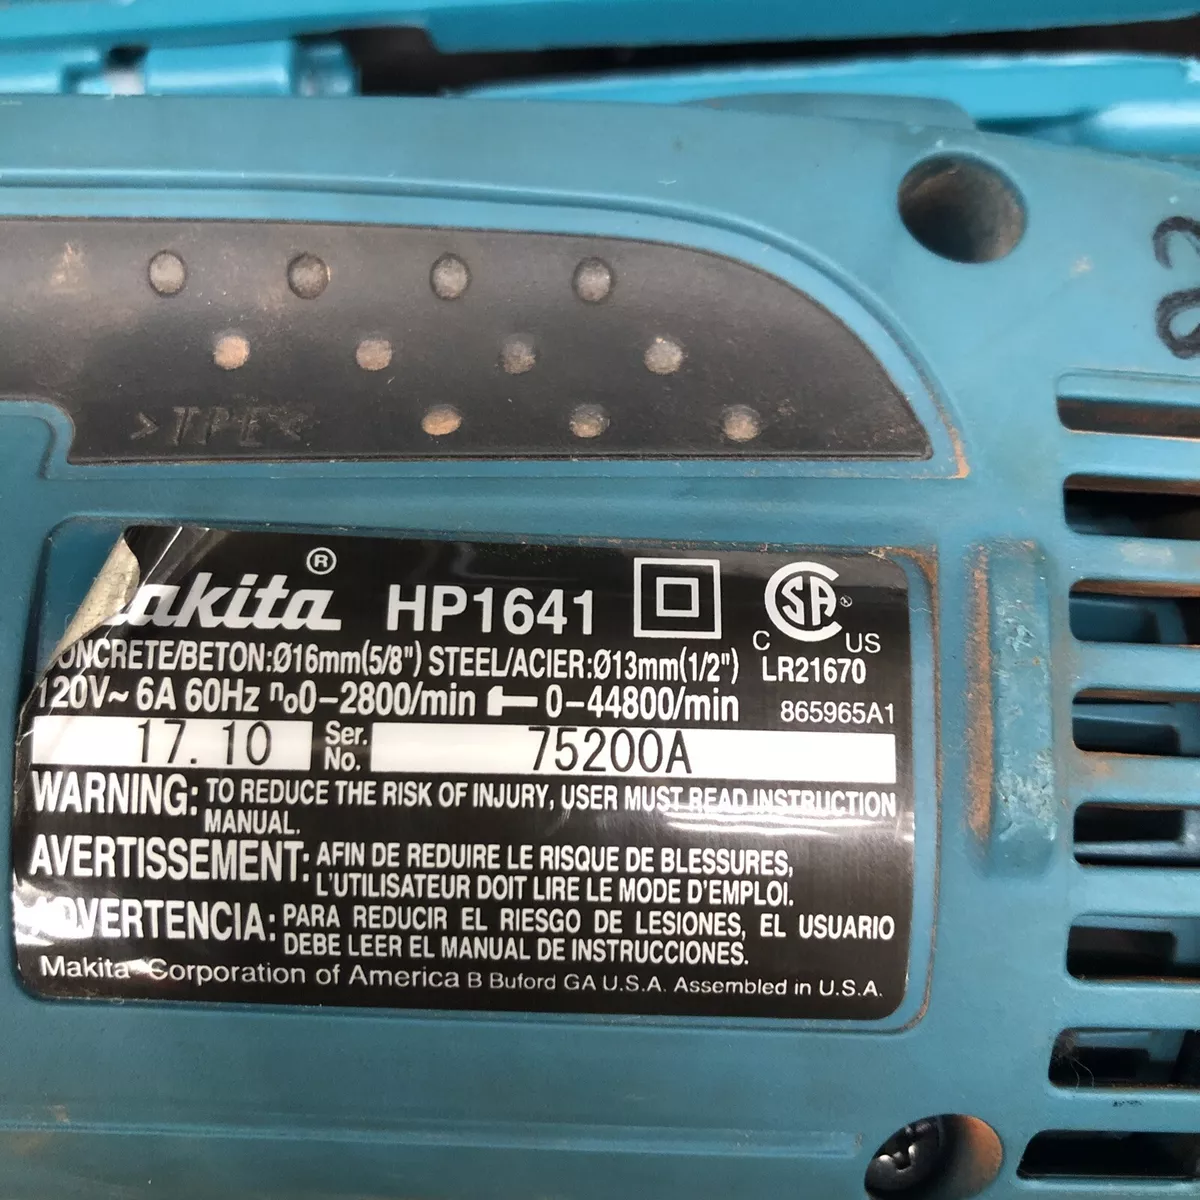 >TPE<
akita® HP1641
ONCRETE/BETON:Ø16mm(5/8") STEEL/ACIER:Ø13mm(1/2")
C US
LR21670
120V~ 6A 60Hz no0-2800/min 0-44800/min 865965A1
17. 10 Ser. No. 75200A
WARNING: TO REDUCE THE RISK OF INJURY, USER MUST READ INSTRUCTION
MANUAL.
AVERTISSEMENT: AFIN DE REDUIRE LE RISQUE DE BLESSURES,
L'UTILISATEUR DOIT LIRE LE MODE D'EMPLOI.
ADVERTENCIA: PARA REDUCIR EL RIESGO DE LESIONES, EL USUARIO
DEBE LEER EL MANUAL DE INSTRUCCIONES.
Makita Corporation of America B Buford GA U.S.A. Assembled in U.S.A.